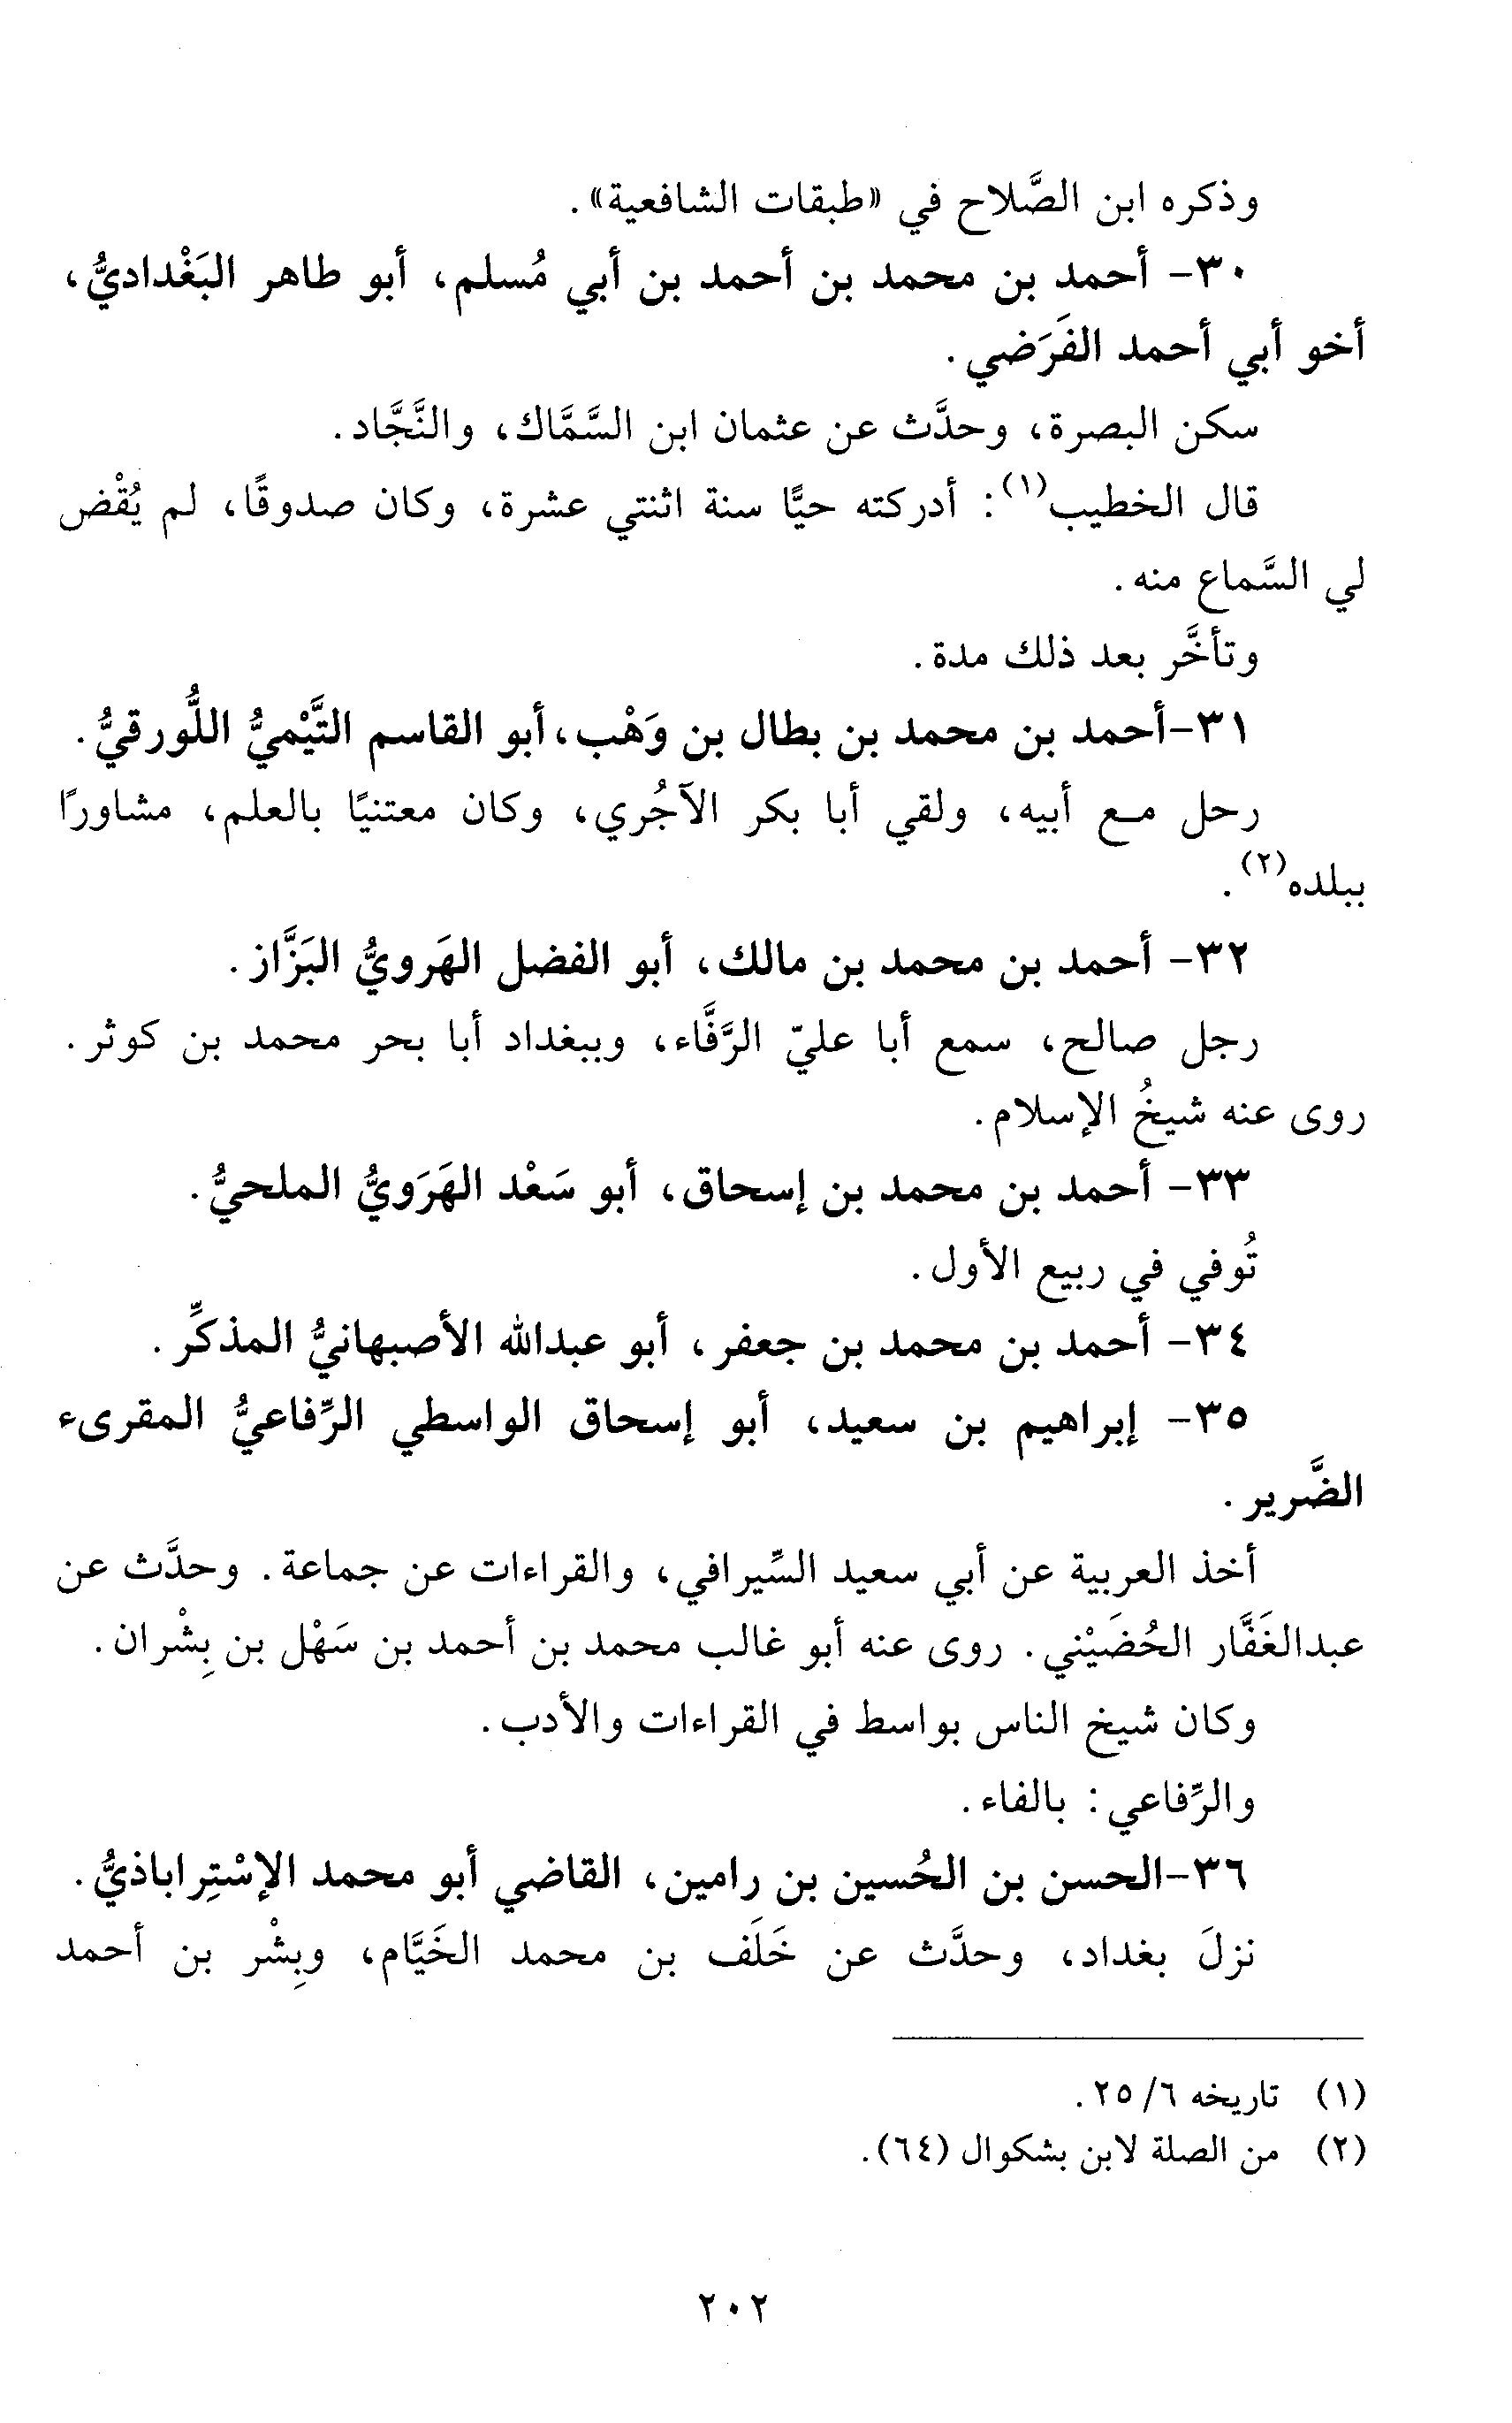 وذكره ابن الصَّلاح في «طبقات الشافعية».
٣٠- أحمد بن محمد بن أحمد بن أبي مُسلم، أبو طاهر البَغْداديُّ،
أخو أبي أحمد الفَرَضي.
سكن البصرة، وحدَّث عن عثمان ابن السَّمَّاك، والنَّجَّاد.
قال الخطيب(١): أدركته حيًّا سنة اثنتي عشرة، وكان صدوقًا، لم يُقْض
لي السَّماع منه.
وتأخَّر بعد ذلك مدة.
٣١-أحمد بن محمد بن بطال بن وَهْب،أبو القاسم التَّيْميُّ اللُّورقيُّ.
رحل مع أبيه، ولقي أبا بكر الآجُري، وكان معتنيًا بالعلم، مشاورًا
ببلده(٢).
٣٢- أحمد بن محمد بن مالك، أبو الفضل الهَرويُّ البَزَّاز.
رجل صالح، سمع أبا عليّ الرَّفَّاء، وببغداد أبا بحر محمد بن كوثر.
روى عنه شيخُ الإسلام.
٣٣- أحمد بن محمد بن إسحاق، أبو سَعْد الهَرَويُّ الملحيُّ.
تُوفي في ربيع الأول.
٣٤- أحمد بن محمد بن جعفر، أبو عبدالله الأصبهانيُّ المذكِّر.
٣٥- إبراهيم بن سعيد، أبو إسحاق الواسطي الرِّفاعيُّ المقرىء
الضَّرير.
أخذ العربية عن أبي سعيد السِّيرافي، والقراءات عن جماعة. وحدَّث عن
عبدالغَفَّار الحُضَيْني. روى عنه أبو غالب محمد بن أحمد بن سَهْل بن بِشْران.
وكان شيخ الناس بواسط في القراءات والأدب.
والرِّفاعي: بالفاء.
٣٦-الحسن بن الحُسين بن رامين، القاضي أبو محمد الإسْتِراباذيُّ.
نزلَ بغداد، وحدَّث عن خَلَف بن محمد الخَيَّام، وبِشْر بن أحمد
(١) تاريخه ٦/ ٢٥.
(٢) من الصلة لابن بشكوال (٦٤).
٢٠٢